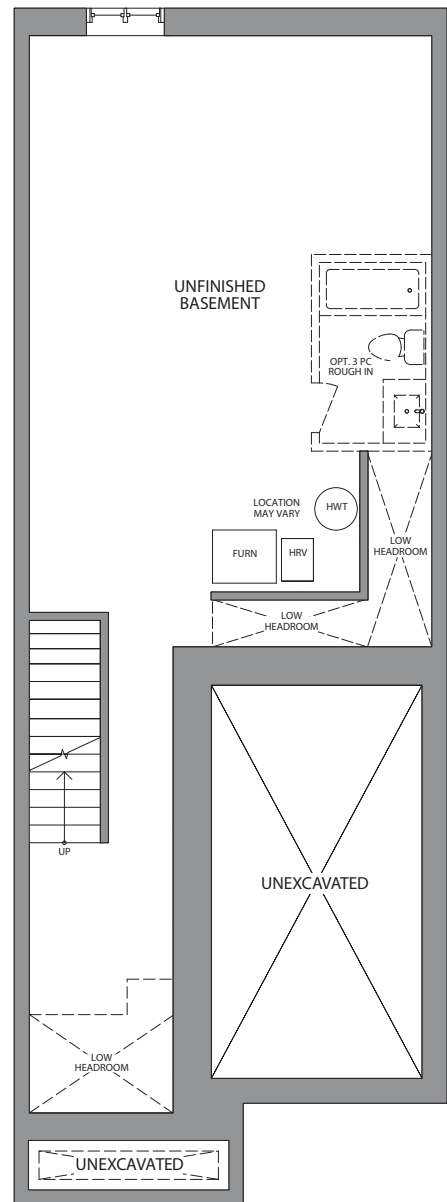 UNFINISHED
BASEMENT
OPT. 3 PC
ROUGH IN
LOCATION
MAY VARY
HWT
FURN
HRV
LOW
HEADROOM
LOW
HEADROOM
UP
UNEXCAVATED
LOW
HEADROOM
UNEXCAVATED